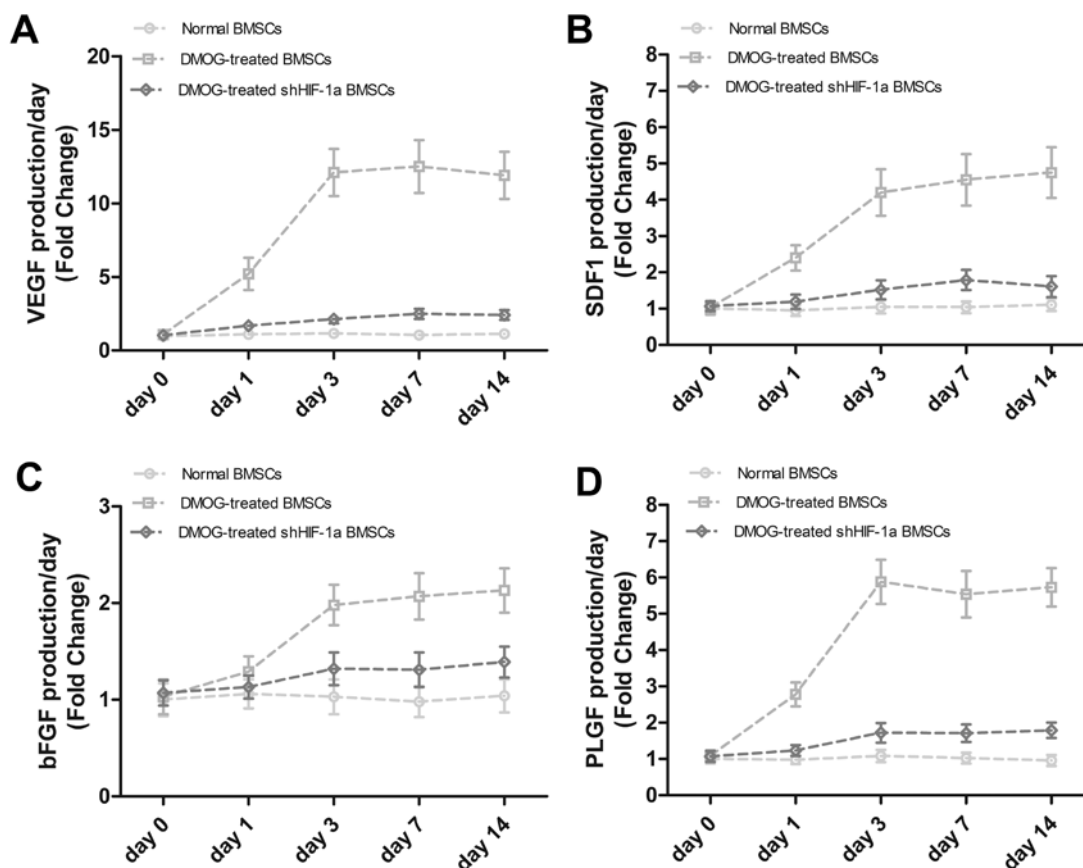 A
Normal BMSCs
DMOG-treated BMSCs
DMOG-treated shHIF-1a BMSCs
VEGF production/day
(Fold Change)
20
15
10
5
0
day 0
day 1
day 3
day 7
day 14
B
Normal BMSCs
DMOG-treated BMSCs
DMOG-treated shHIF-1a BMSCs
SDF1 production/day
(Fold Change)
8
7
6
5
4
3
2
1
0
day 0
day 1
day 3
day 7
day 14
C
Normal BMSCs
DMOG-treated BMSCs
DMOG-treated shHIF-1a BMSCs
bFGF production/day
(Fold Change)
3
2
1
0
day 0
day 1
day 3
day 7
day 14
D
Normal BMSCs
DMOG-treated BMSCs
DMOG-treated shHIF-1a BMSCs
PLGF production/day
(Fold Change)
8
7
6
5
4
3
2
1
0
day 0
day 1
day 3
day 7
day 14